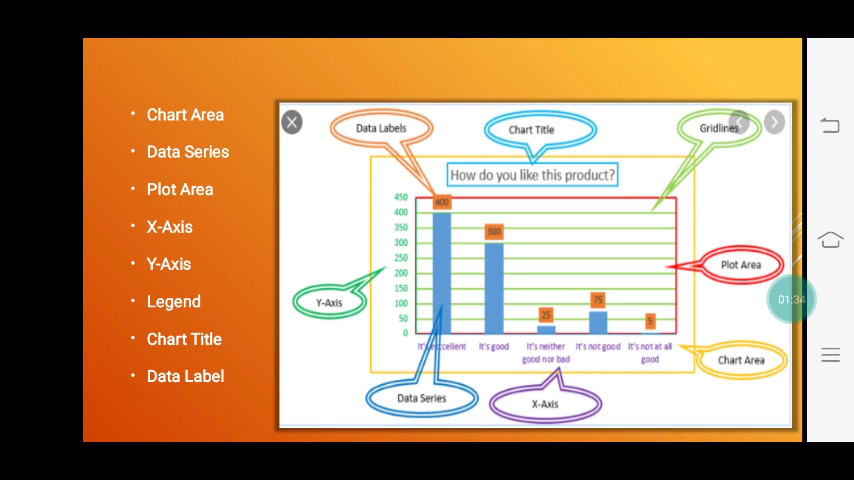 Chart Area
Data Series
Plot Area
X-Axis
Y-Axis
Legend
Chart Title
Data Label
Data Labels
Chart Title
Gridlines
How do you like this product?
450
400
350
300
250
200
150
100
50
0
400
300
25
75
5
Y-Axis
Plot Area
01:34
It's excellent
It's good
It's neither
good nor bad
It's not good
It's not at all
good
Chart Area
Data Series
X-Axis